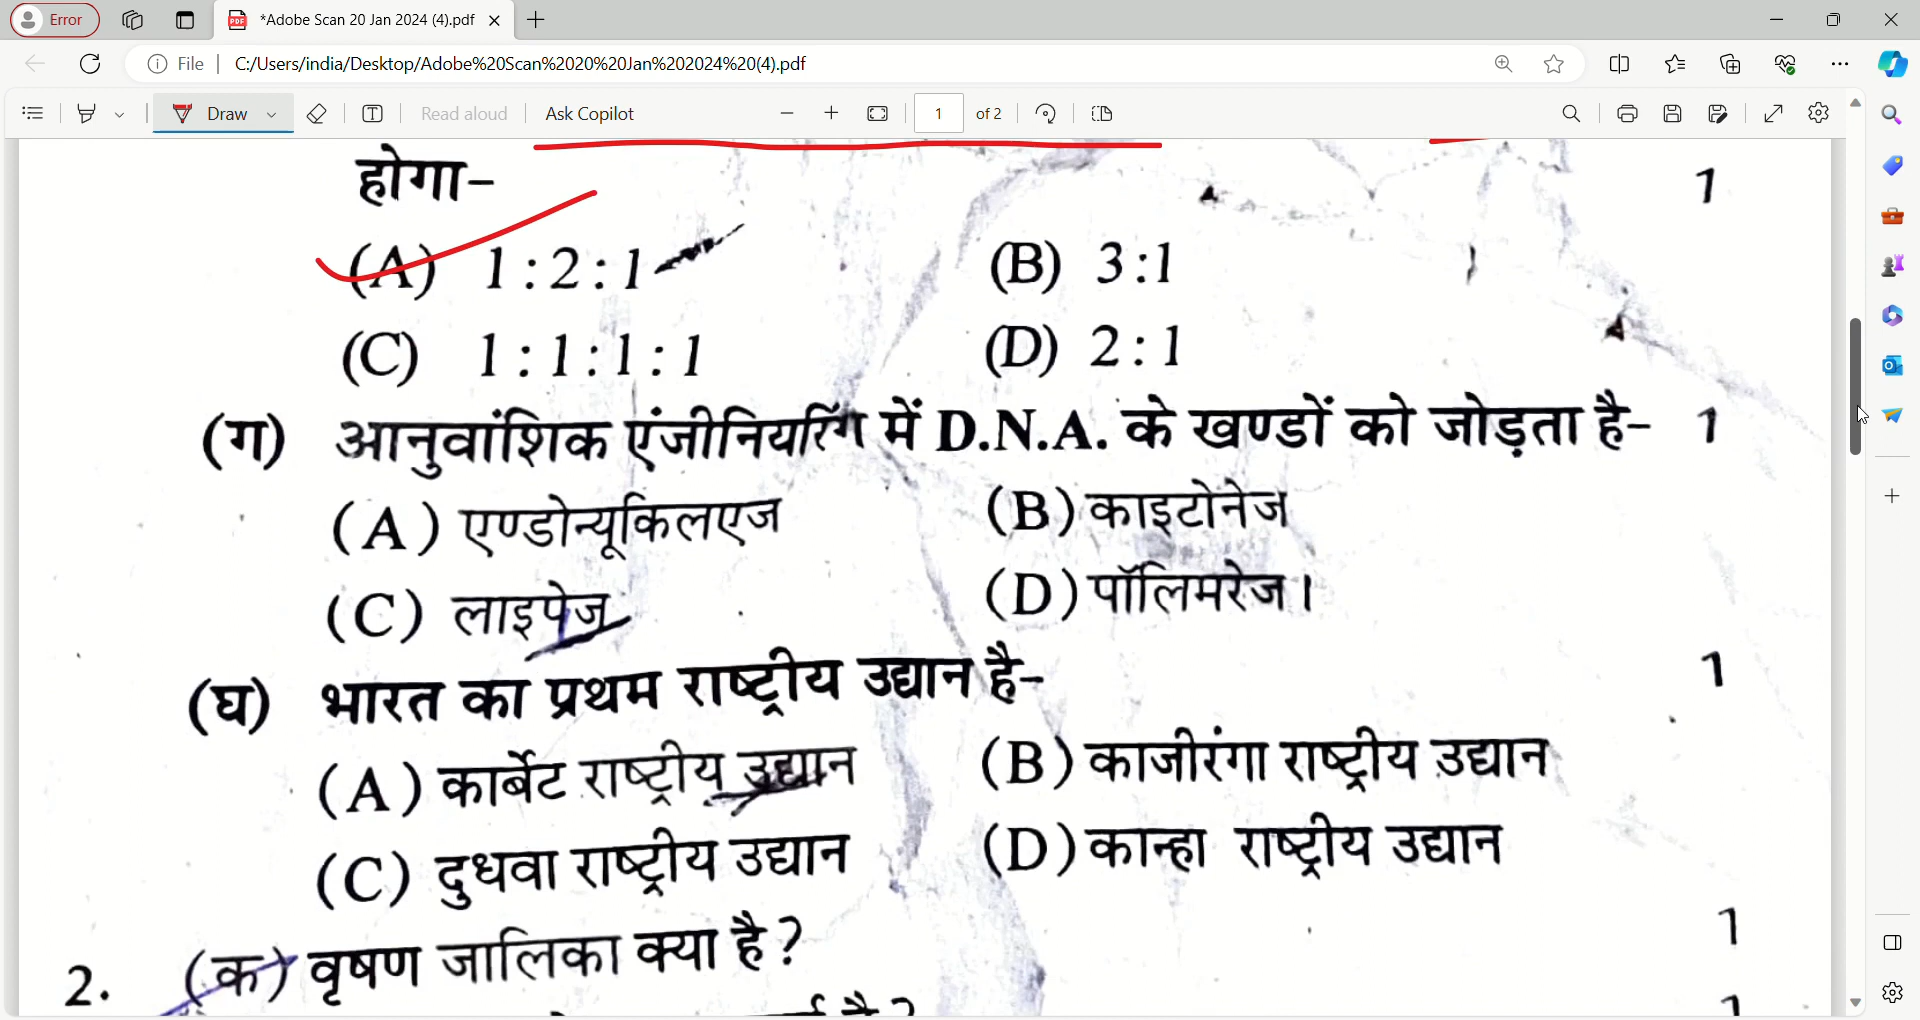 Error
*Adobe Scan 20 Jan 2024 (4).pdf
File
C:/Users/india/Desktop/Adobe%20Scan%2020%20Jan%202024%20(4).pdf
Draw
Read aloud
Ask Copilot
1
of 2
होगा- 1
(A) 1:2:1 (B) 3:1
(C) 1:1:1:1 (D) 2:1
(ग) आनुवांशिक एंजीनियरिंग में D.N.A. के खण्डों को जोड़ता है- 1
(A) एण्डोन्यूकिलएज (B) काइटोनेज
(C) लाइपेज (D) पॉलिमरेज।
(घ) भारत का प्रथम राष्ट्रीय उद्यान है- 1
(A) कार्बेट राष्ट्रीय उद्यान (B) काजीरंगा राष्ट्रीय उद्यान
(C) दुधवा राष्ट्रीय उद्यान (D) कान्हा राष्ट्रीय उद्यान
2. (क) वृषण जालिका क्या है? 1